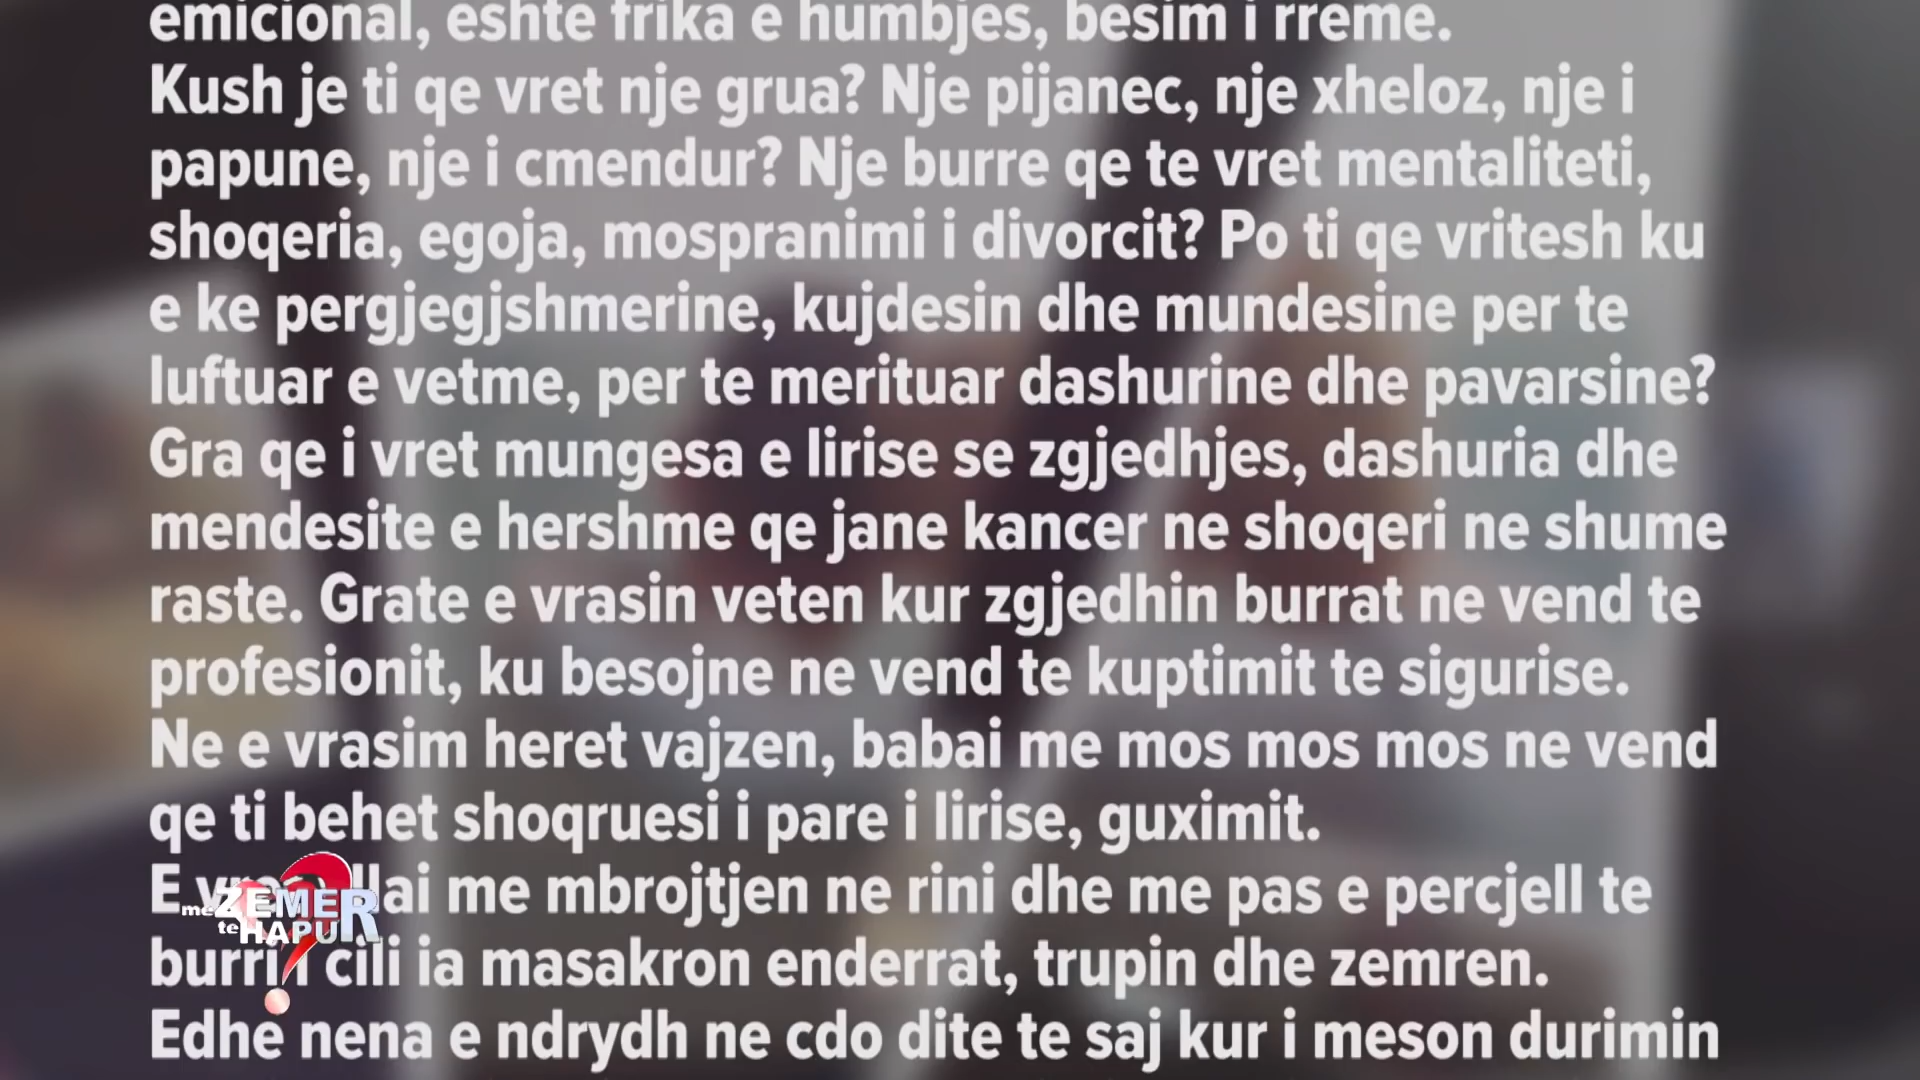 emicional, eshte frika e humbjes, besim i rreme.
Kush je ti qe vret nje grua? Nje pijanec, nje xheloz, nje i
papune, nje i cmendur? Nje burre qe te vret mentaliteti,
shoqeria, egoja, mospranimi i divorcit? Po ti qe vritesh ku
e ke pergjegjshmerine, kujdesin dhe mundesine per te
luftuar e vetme, per te merituar dashurine dhe pavarsine?
Gra qe i vret mungesa e lirise se zgjedhjes, dashuria dhe
mendesite e hershme qe jane kancer ne shoqeri ne shume
raste. Grate e vrasin veten kur zgjedhin burrat ne vend te
profesionit, ku besojne ne vend te kuptimit te sigurise.
Ne e vrasim heret vajzen, babai me mos mos mos ne vend
qe ti behet shoqruesi i pare i lirise, guximit.
E me mbrojtjen ne rini dhe me pas e percjell te
burri i cili ia masakron enderrat, trupin dhe zemren.
Edhe nena e ndrydh ne cdo dite te saj kur i meson durimin
me ZEMER
te HAPUR